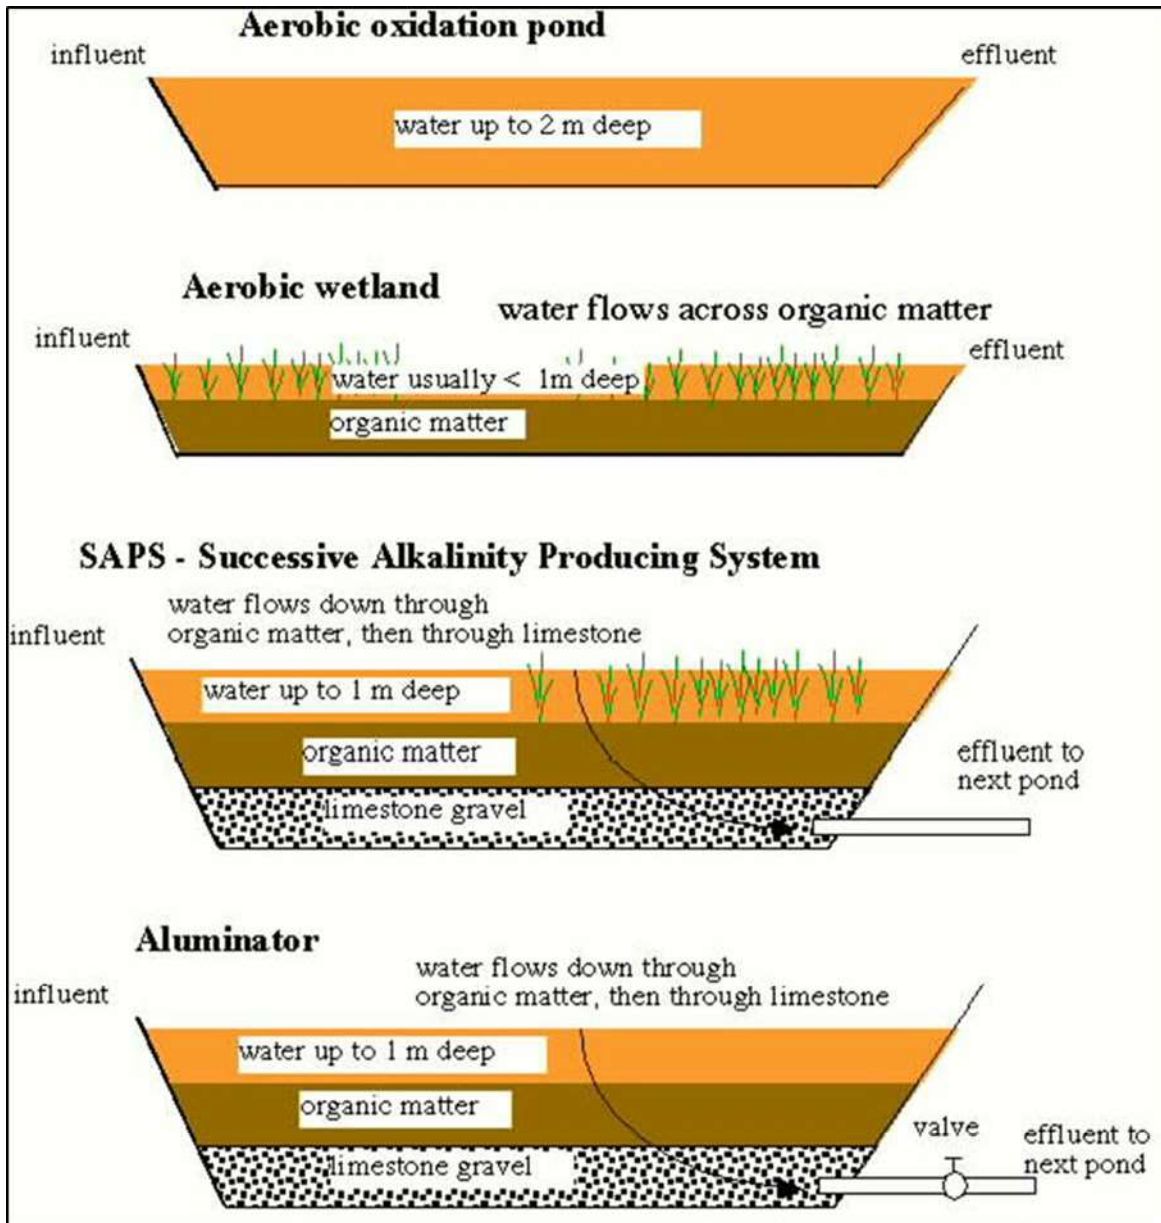 Aerobic oxidation pond
influent
effluent
water up to 2 m deep
Aerobic wetland
water flows across organic matter
influent
effluent
water usually < 1m deep
organic matter
SAPS - Successive Alkalinity Producing System
water flows down through
organic matter, then through limestone
influent
water up to 1 m deep
organic matter
effluent to
next pond
limestone gravel
Aluminator
water flows down through
organic matter, then through limestone
influent
water up to 1 m deep
organic matter
valve
effluent to
next pond
limestone gravel